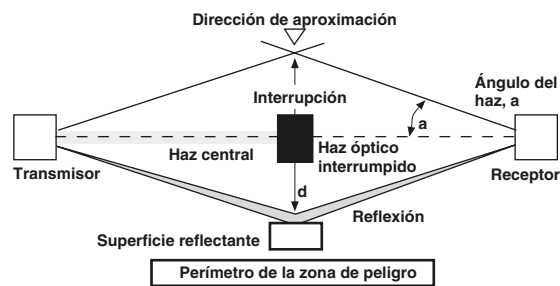 Dirección de aproximación
Ángulo del
haz, a
Interrupción
a
Haz central
Haz óptico
interrumpido
Transmisor
Receptor
d
Reflexión
Superficie reflectante
Perímetro de la zona de peligro